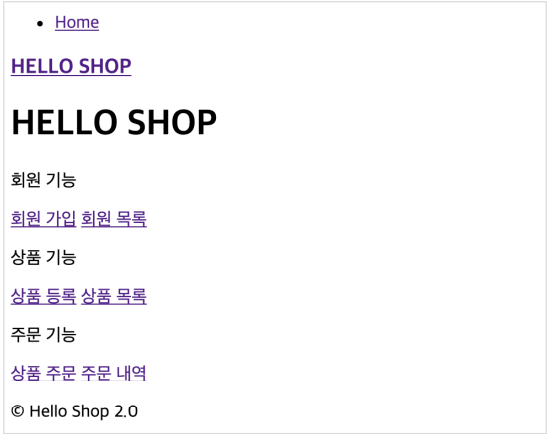 Home
HELLO SHOP
HELLO SHOP
회원 기능
회원 가입 회원 목록
상품 기능
상품 등록 상품 목록
주문 기능
상품 주문 주문 내역
© Hello Shop 2.0